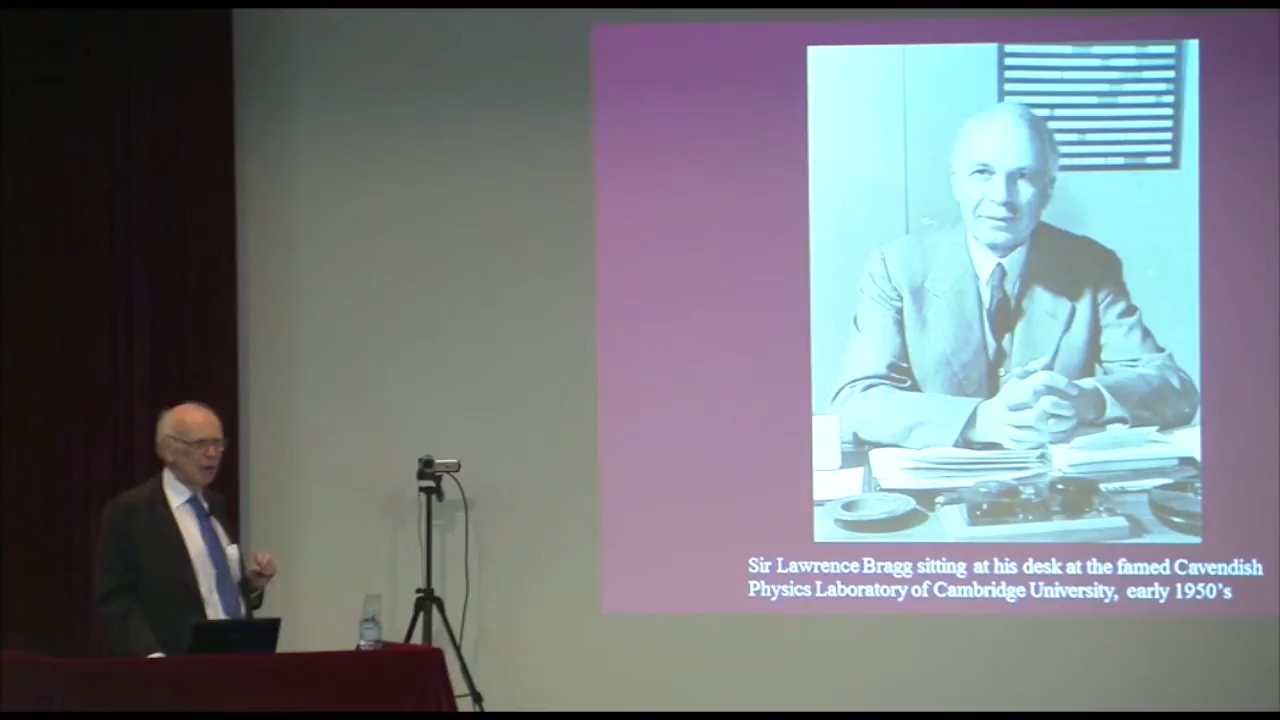 Sir Lawrence Bragg sitting at his desk at the famed Cavendish
Physics Laboratory of Cambridge University, early 1950's